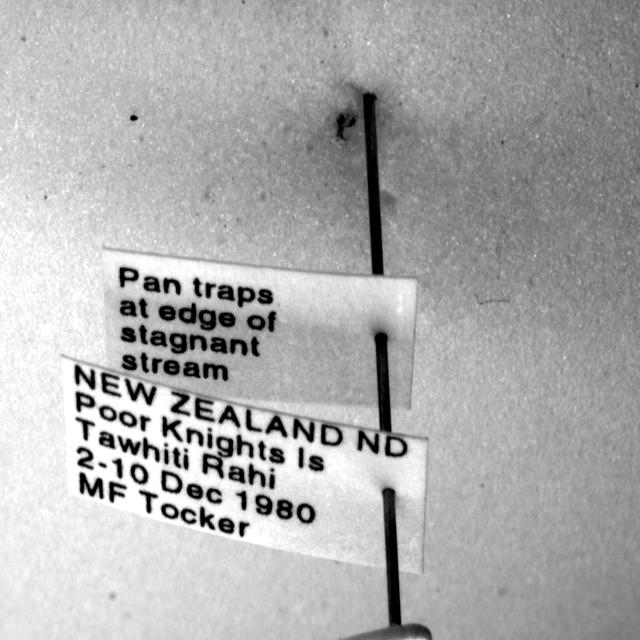 Pan traps
at edge of
stagnant
stream
NEW ZEALAND ND
Poor Knights Is
Tawhiti Rahi
2-10 Dec 1980
MF Tocker